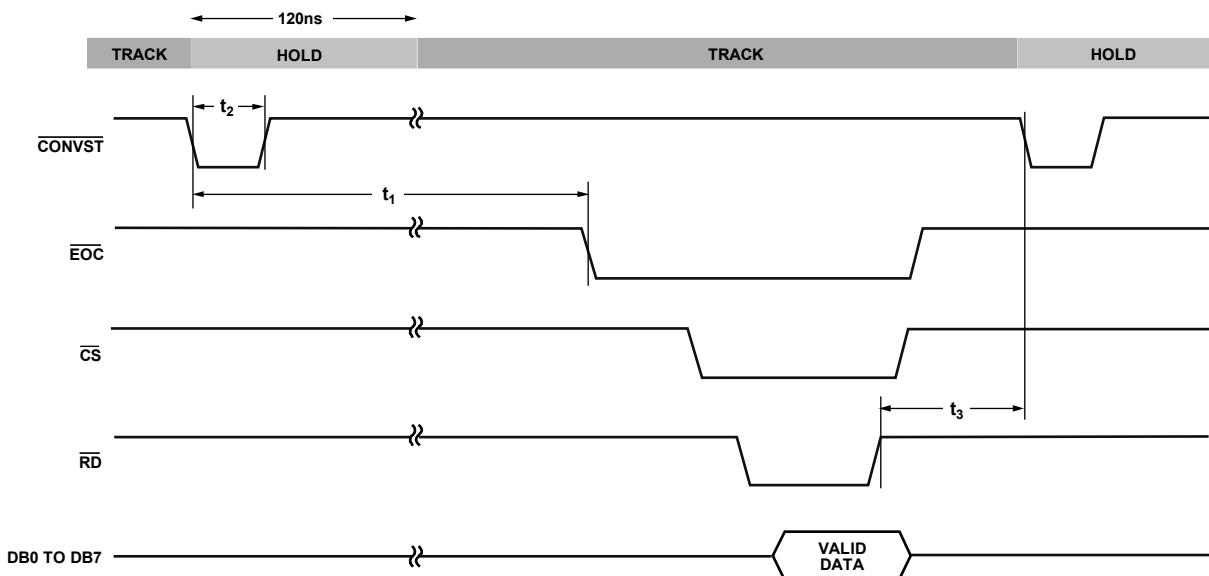 120ns
TRACK HOLD TRACK HOLD
t2
CONVST
t1
EOC
CS
t3
RD
DB0 TO DB7
VALID
DATA